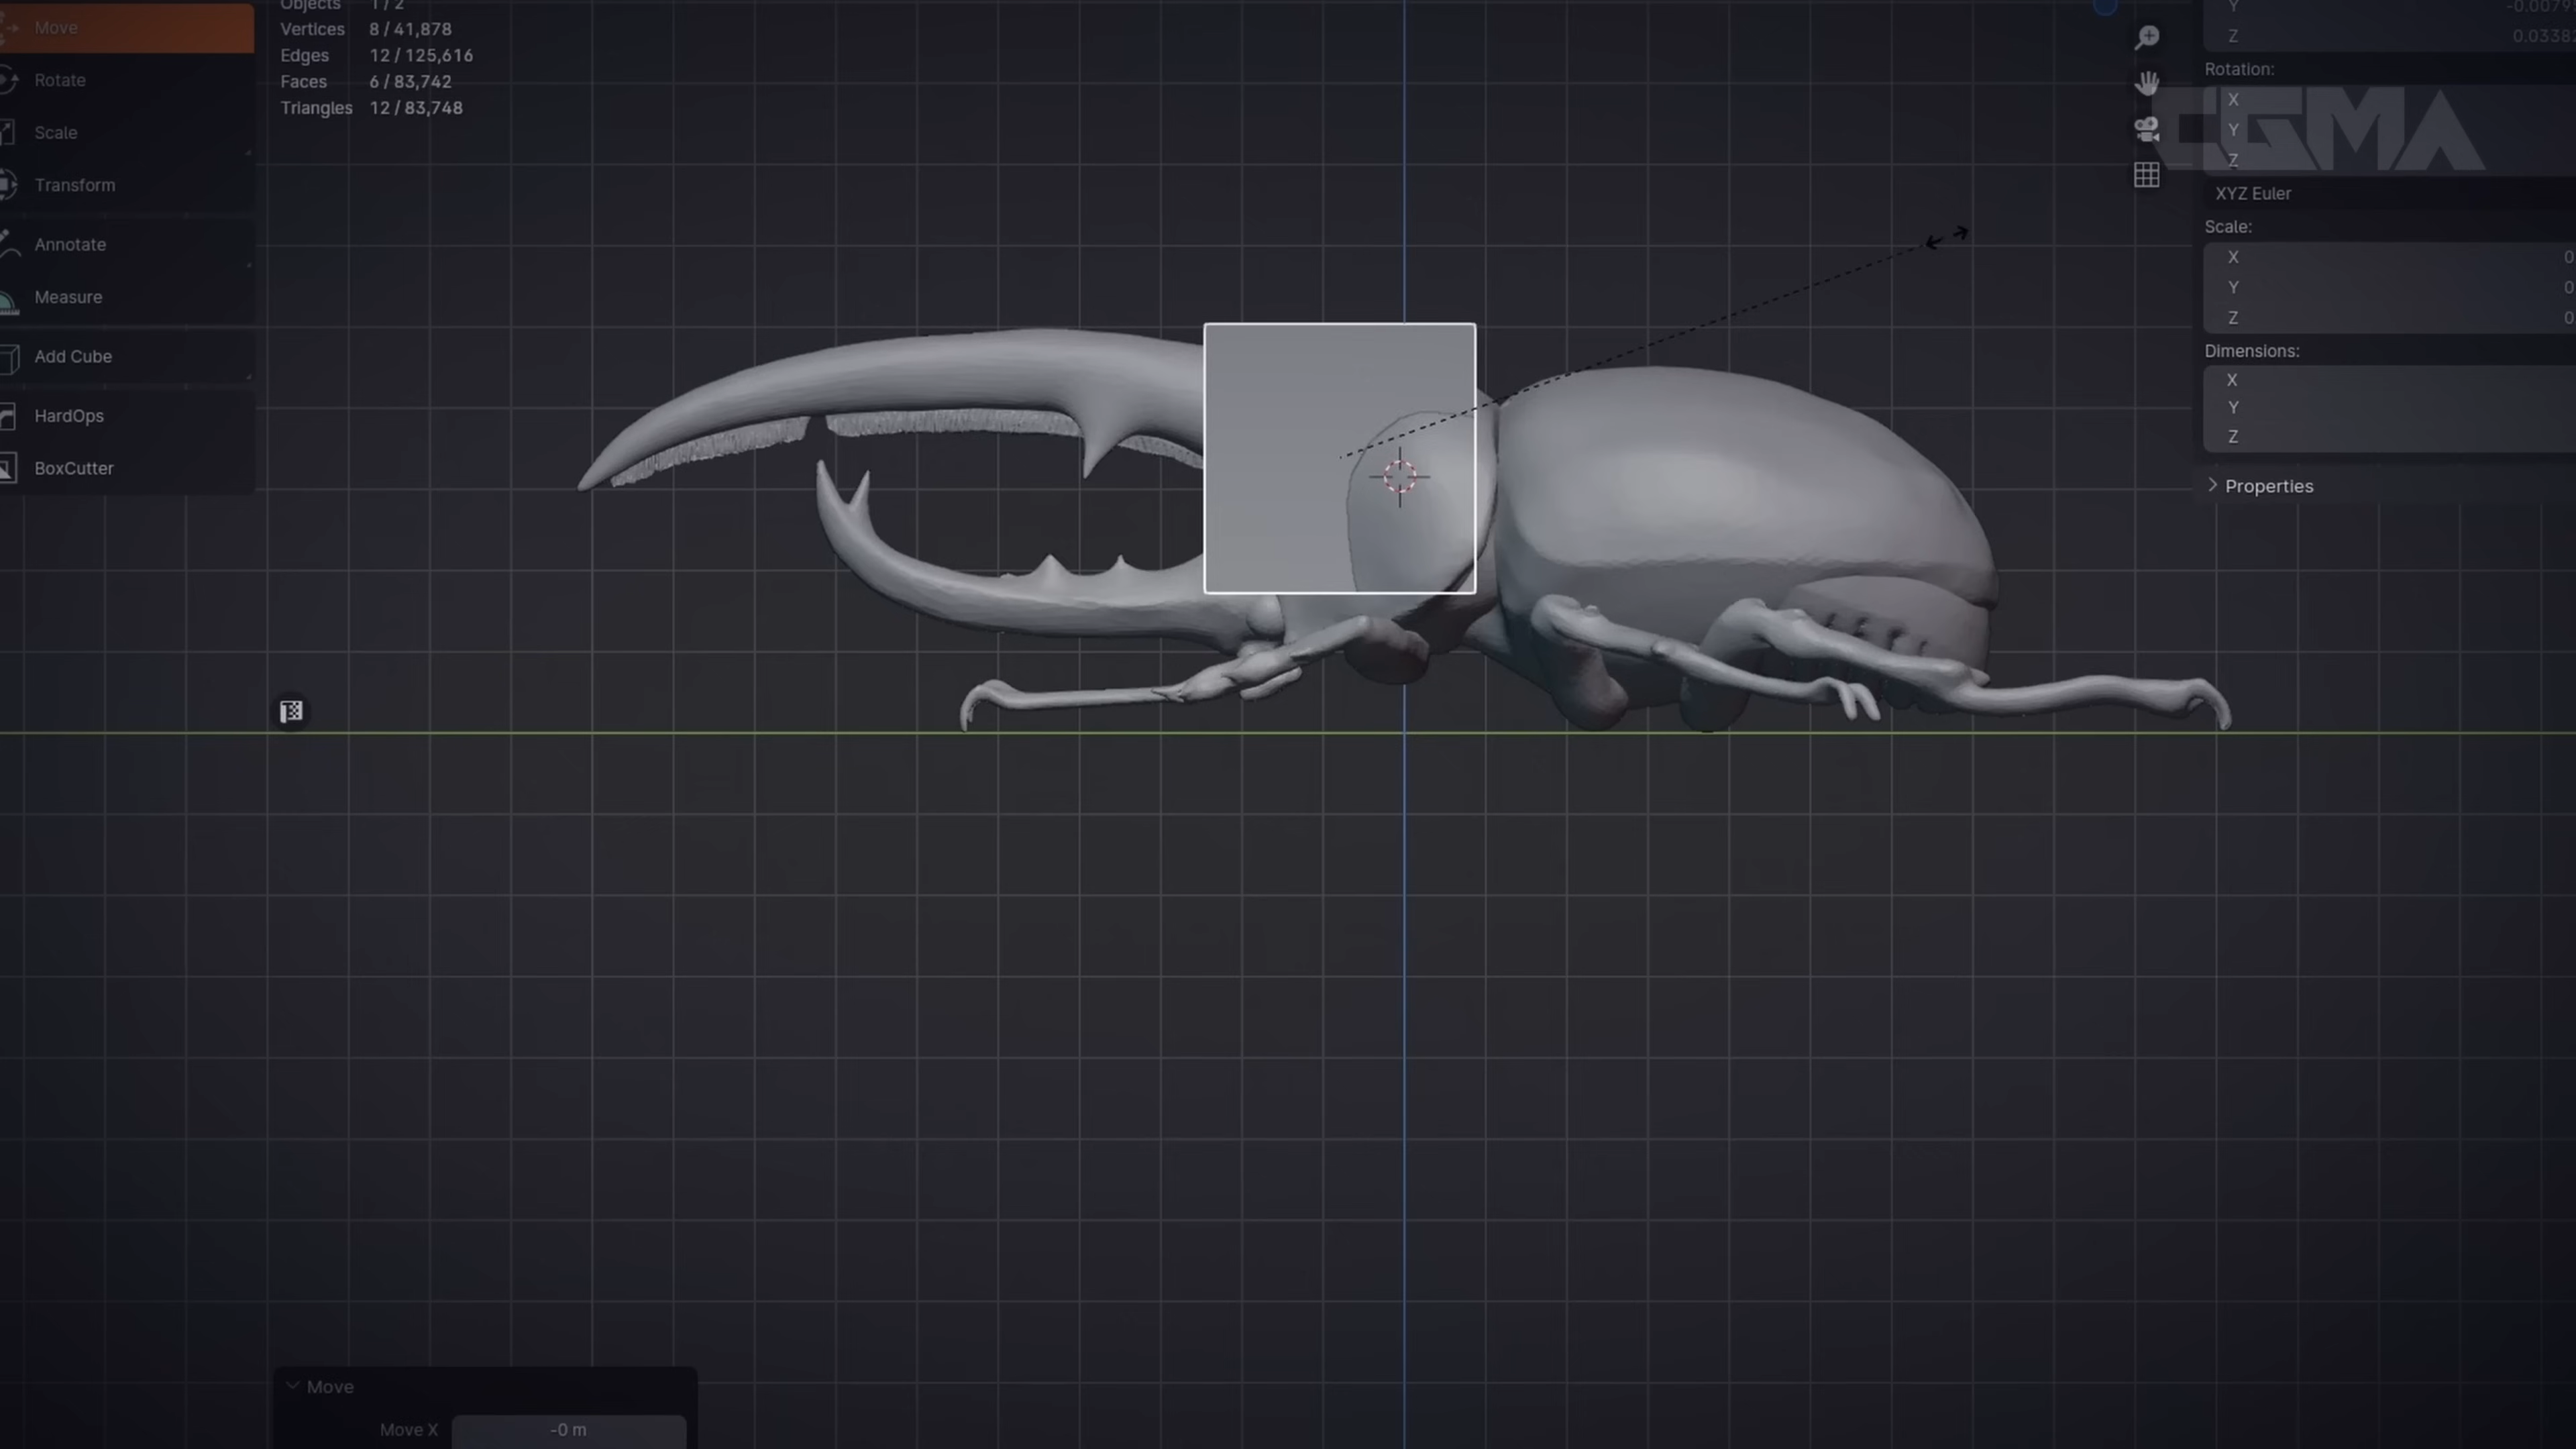 Move
Rotate
Scale
Transform
Annotate
Measure
Add Cube
HardOps
BoxCutter
Objects 1 / 2
Vertices 8 / 41,878
Edges 12 / 125,616
Faces 6 / 83,742
Triangles 12 / 83,748
Y
Z 0.0338
Rotation:
X
Y
Z
CGMA
XYZ Euler
Scale:
X 0
Y 0
Z 0
Dimensions:
X
Y
Z
Properties
Move
Move X -0 m